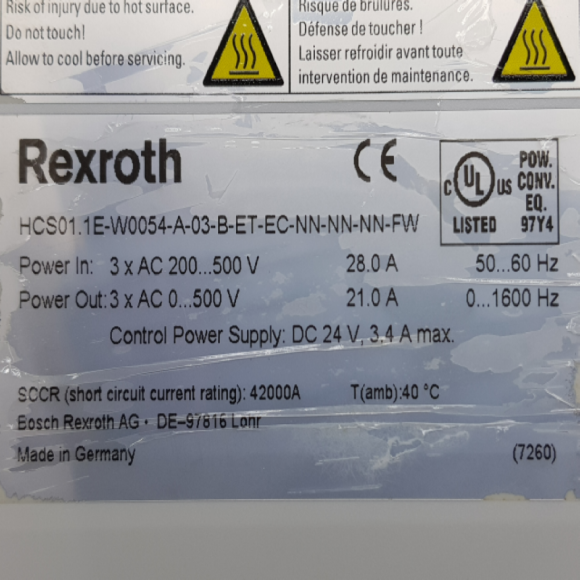 Risk of injury due to hot surface.
Do not touch!
Allow to cool before servicing.
Risque de brûlures.
Défense de toucher !
Laisser refroidir avant toute
intervention de maintenance.
Rexroth
CE
C UL US
LISTED
POW.
CONV.
EQ.
97Y4
HCS01.1E-W0054-A-03-B-ET-EC-NN-NN-NN-FW
Power In: 3 x AC 200...500 V 28.0 A 50...60 Hz
Power Out: 3 x AC 0...500 V 21.0 A 0...1600 Hz
Control Power Supply: DC 24 V, 3,4 A max.
SCCR (short circuit current rating): 42000A T(amb):40 °C
Bosch Rexroth AG • DE-97816 Lohr
Made in Germany (7260)